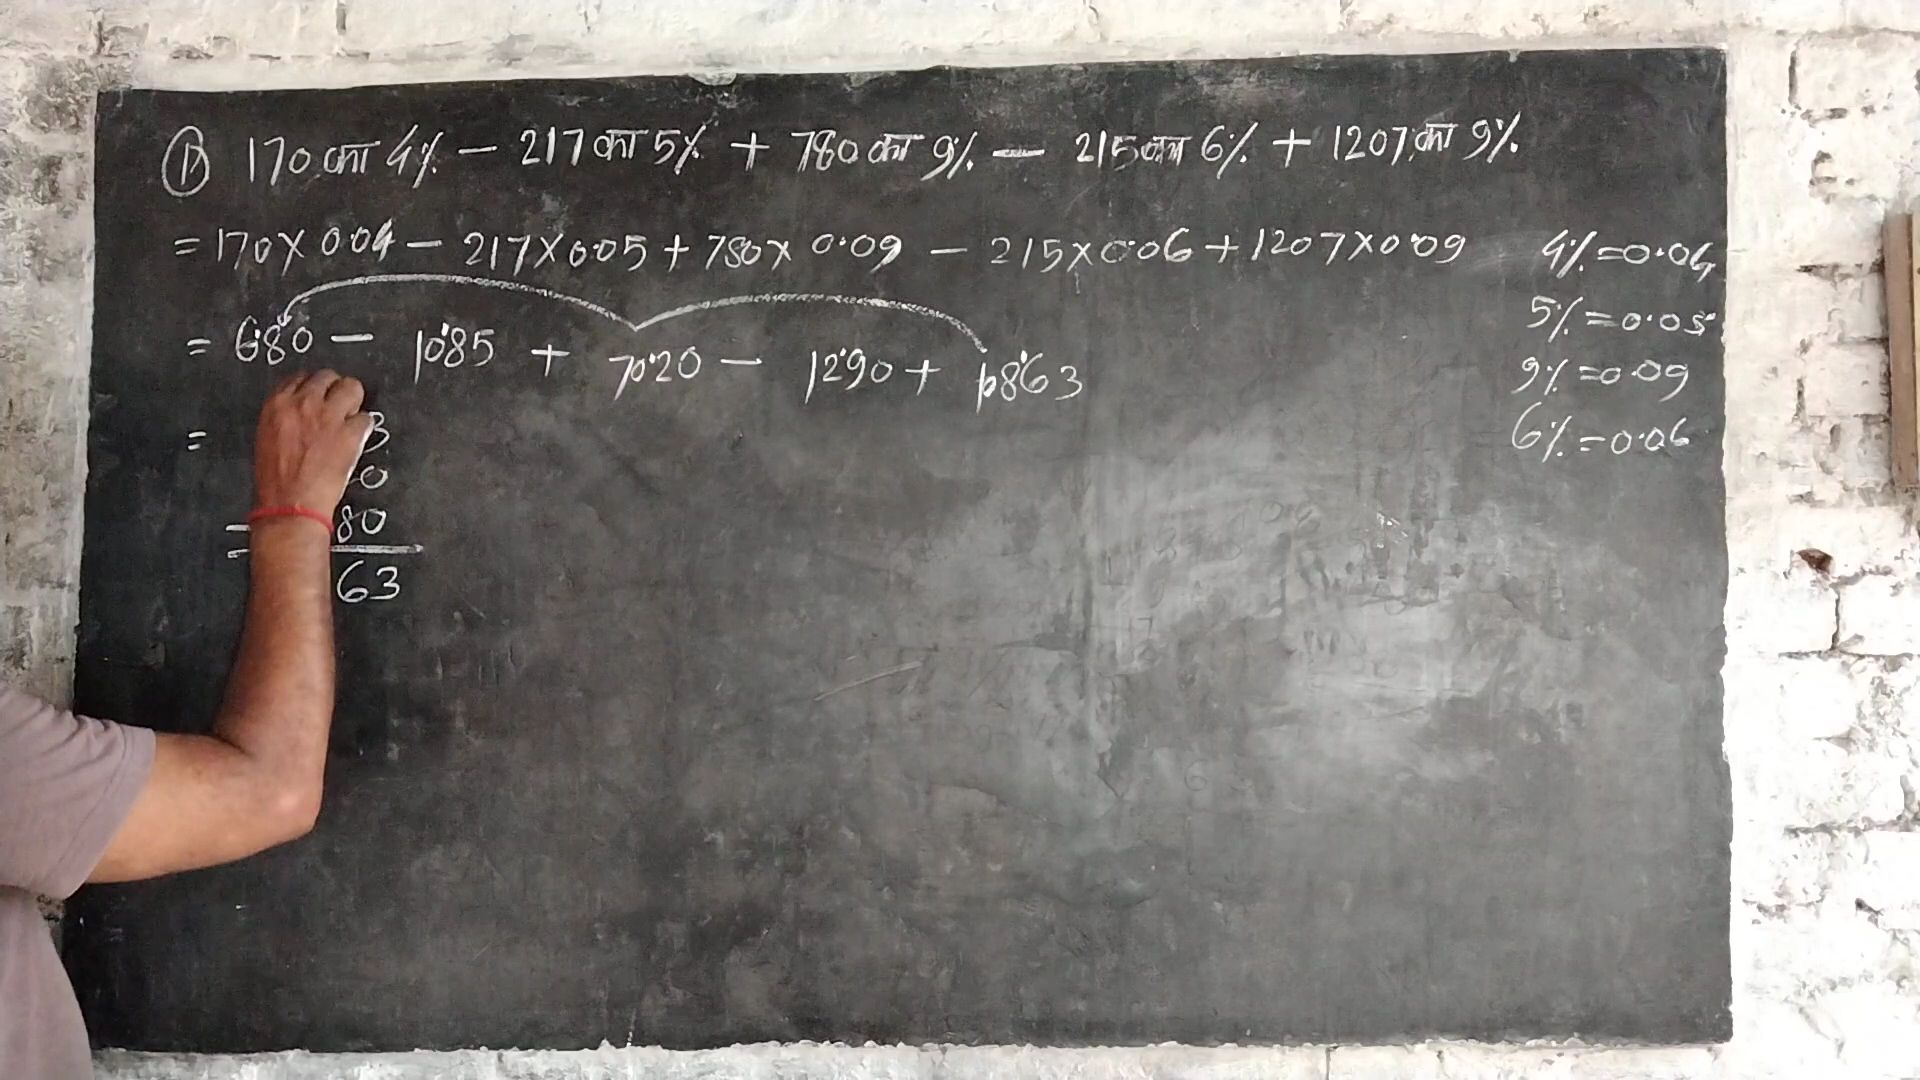 ① 170 का 4% - 217 का 5% + 780 का 9% - 215 का 6% + 1207 का 9%
= 170 x 0.04 - 217 x 0.05 + 780 x 0.09 - 215 x 0.06 + 1207 x 0.09
4% = 0.04
= 6.80 - 10.85 + 70.20 - 12.90 + 108.63
5% = 0.05
9% = 0.09
= 3
6% = 0.06
0
80
63